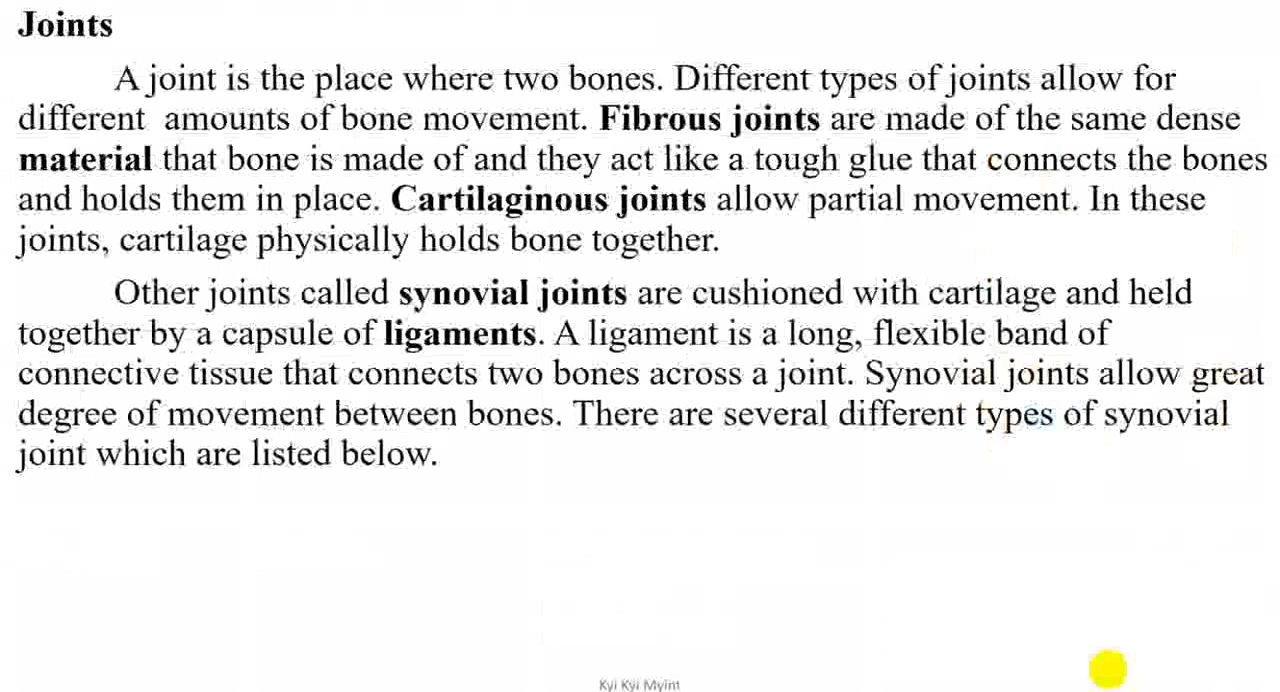 Joints
A joint is the place where two bones. Different types of joints allow for
different amounts of bone movement. Fibrous joints are made of the same dense
material that bone is made of and they act like a tough glue that connects the bones
and holds them in place. Cartilaginous joints allow partial movement. In these
joints, cartilage physically holds bone together.
Other joints called synovial joints are cushioned with cartilage and held
together by a capsule of ligaments. A ligament is a long, flexible band of
connective tissue that connects two bones across a joint. Synovial joints allow great
degree of movement between bones. There are several different types of synovial
joint which are listed below.
Kyi Kyi Myint